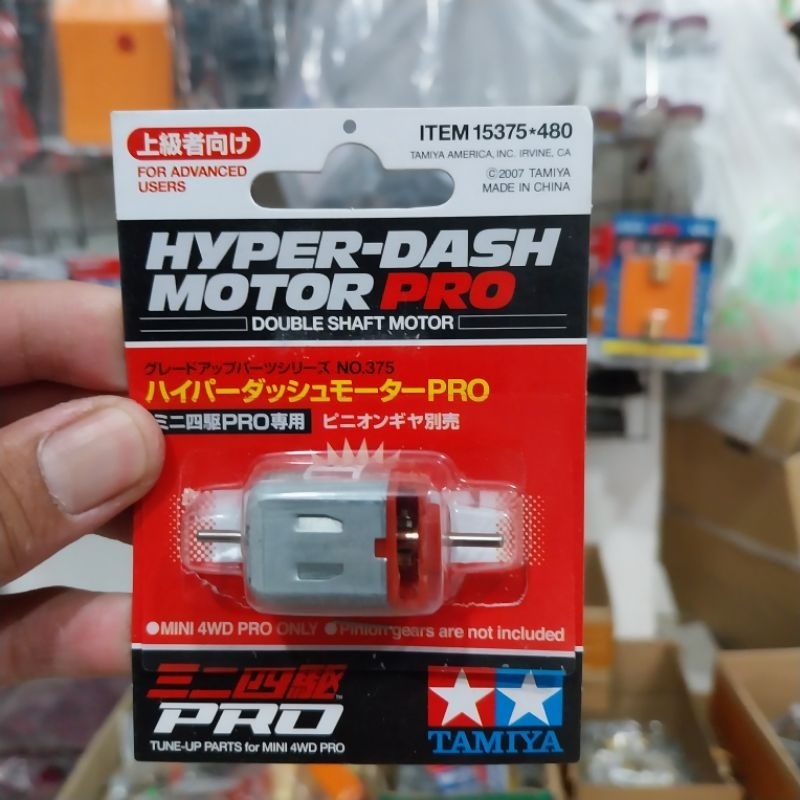 上級者向け
FOR ADVANCED
USERS
ITEM 15375*480
TAMIYA AMERICA, INC. IRVINE, CA
©2007 TAMIYA
MADE IN CHINA
HYPER-DASH
MOTOR PRO
DOUBLE SHAFT MOTOR
グレードアップパーツシリーズ NO.375
ハイパーダッシュモーターPRO
ミニ四駆PRO専用 ピニオンギヤ別売
●MINI 4WD PRO ONLY ●Pinion gears are not included
ミニ四駆™
PRO
TUNE-UP PARTS for MINI 4WD PRO
TAMIYA